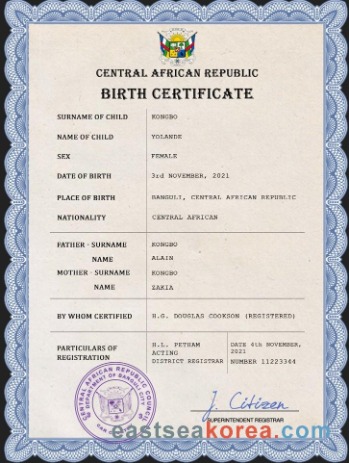 CENTRAL AFRICAN REPUBLIC
BIRTH CERTIFICATE
SURNAME OF CHILD KONGBO
NAME OF CHILD YOLANDE
SEX FEMALE
DATE OF BIRTH 3rd NOVEMBER, 2021
PLACE OF BIRTH BANGUI, CENTRAL AFRICAN REPUBLIC
NATIONALITY CENTRAL AFRICAN
FATHER - SURNAME KONGBO
NAME ALAIN
MOTHER - SURNAME KONGBO
NAME ZAKIA
BY WHOM CERTIFIED H.G. DOUGLAS COOKSON (REGISTERED)
PARTICULARS OF REGISTRATION
H.L. PETHAM
ACTING
DISTRICT REGISTRAR
DATE 4th NOVEMBER,
2021
NUMBER 11223344
CENTRAL AFRICAN REPUBLIC COUNCIL
J. Citizen
SUPERINTENDENT REGISTRAR
eastseakorea.com